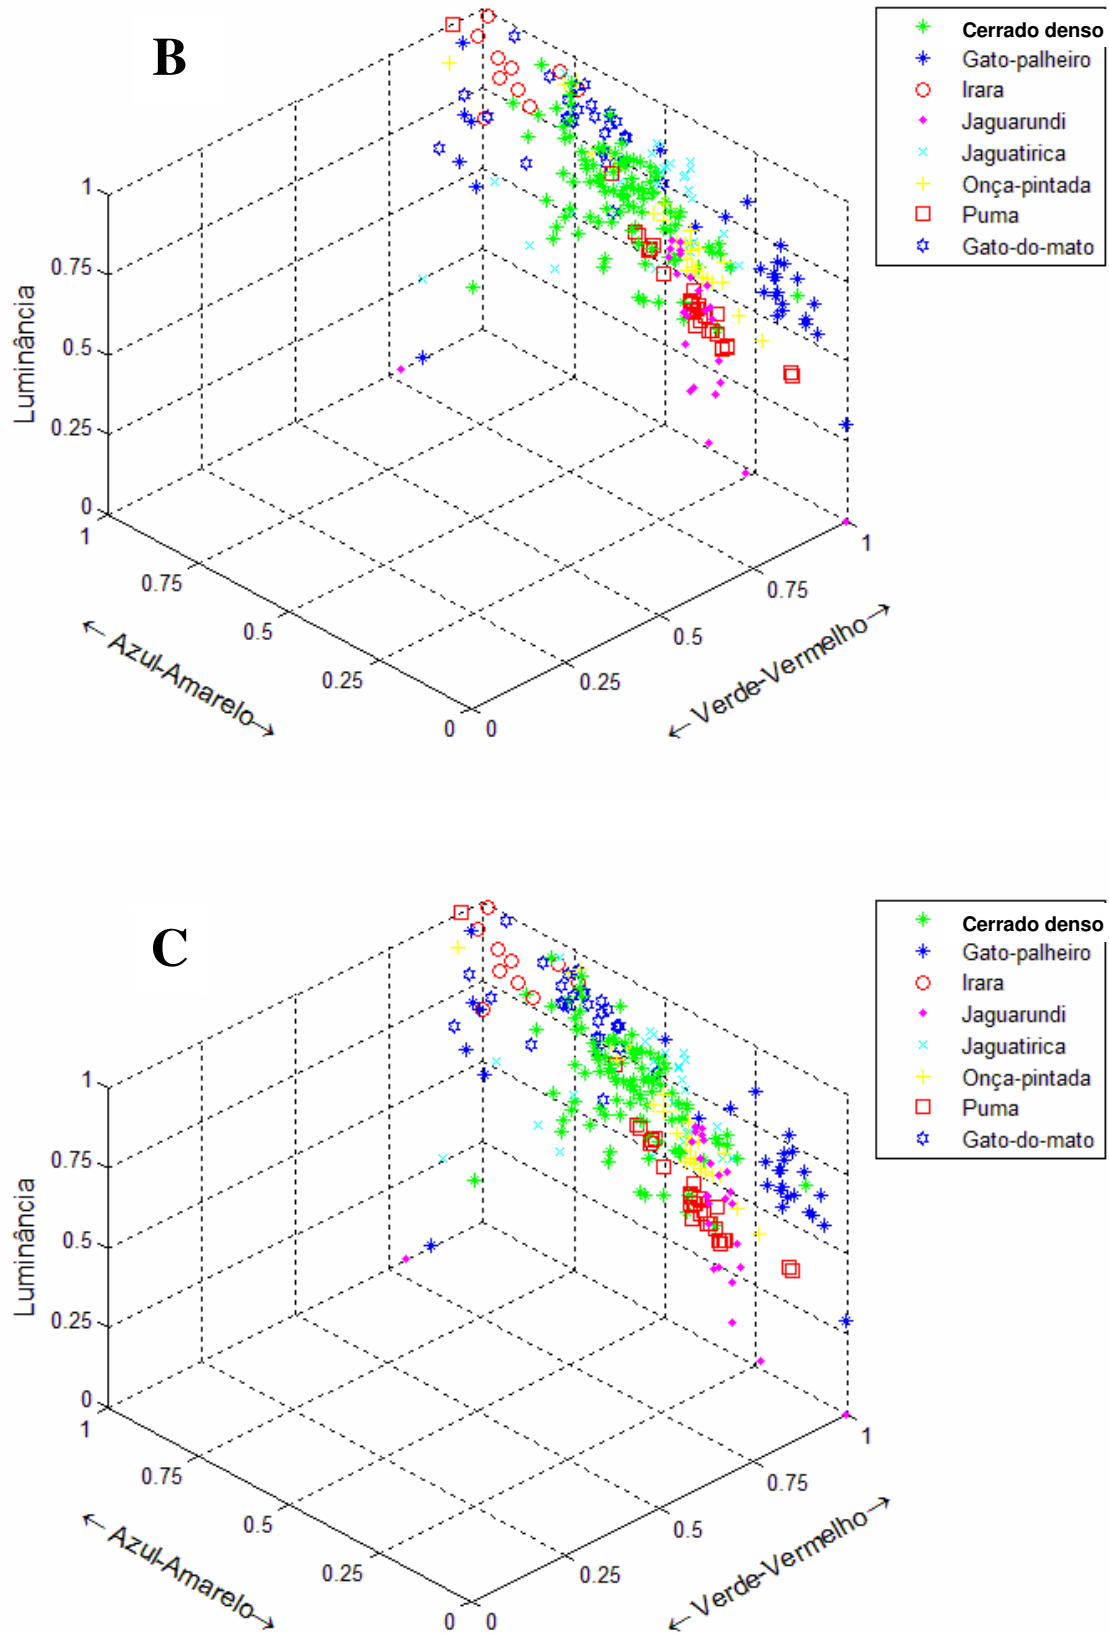 B
Cerrado denso
Gato-palheiro
Irara
Jaguarundi
Jaguatirica
Onça-pintada
Puma
Gato-do-mato
Luminância
1
0.75
0.5
0.25
0
1
0.75
0.5
0.25
0
0
0.25
0.5
0.75
1
← Azul-Amarelo→
← Verde-Vermelho→
C
Cerrado denso
Gato-palheiro
Irara
Jaguarundi
Jaguatirica
Onça-pintada
Puma
Gato-do-mato
Luminância
1
0.75
0.5
0.25
0
1
0.75
0.5
0.25
0
0
0.25
0.5
0.75
1
← Azul-Amarelo→
← Verde-Vermelho→